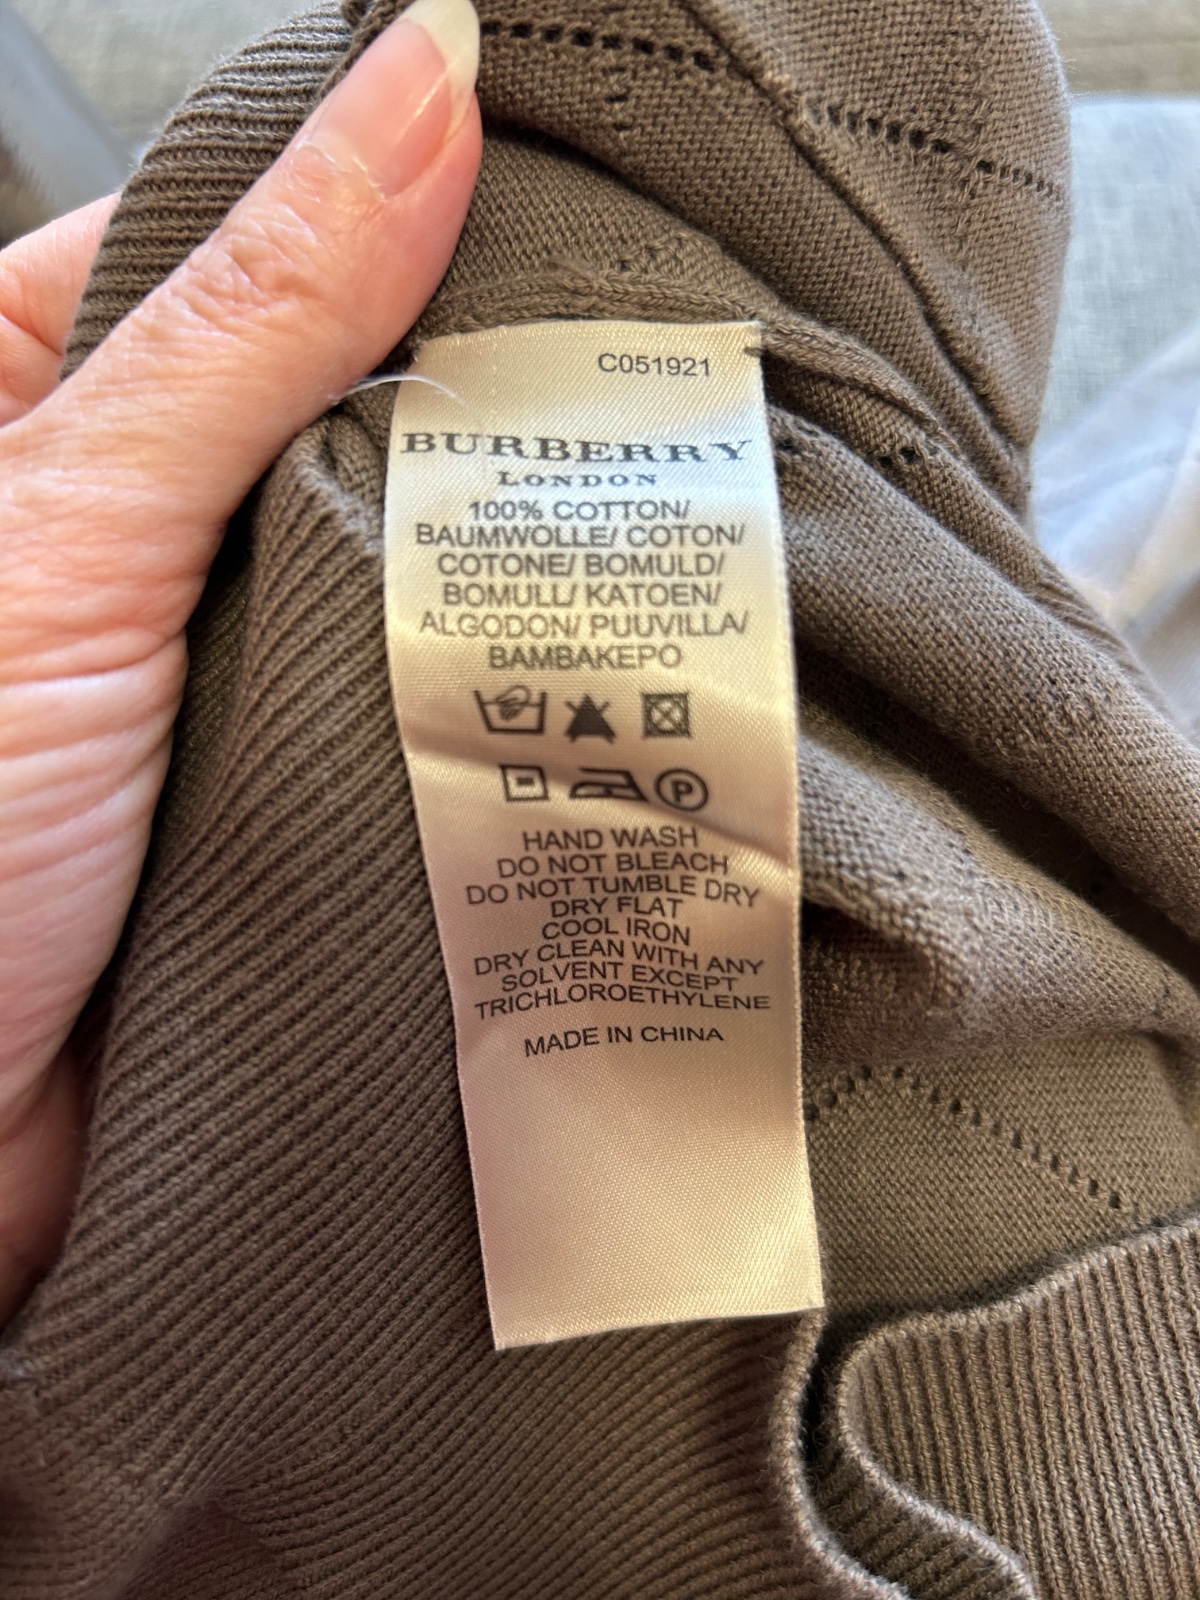 C051921
BURBERRY
LONDON
100% COTTON/
BAUMWOLLE/ COTON/
COTONE/ BOMULD/
BOMULL/ KATOEN/
ALGODON/ PUUVILLA/
BAMBAKEPO
P
HAND WASH
DO NOT BLEACH
DO NOT TUMBLE DRY
DRY FLAT
COOL IRON
DRY CLEAN WITH ANY
SOLVENT EXCEPT
TRICHLOROETHYLENE
MADE IN CHINA